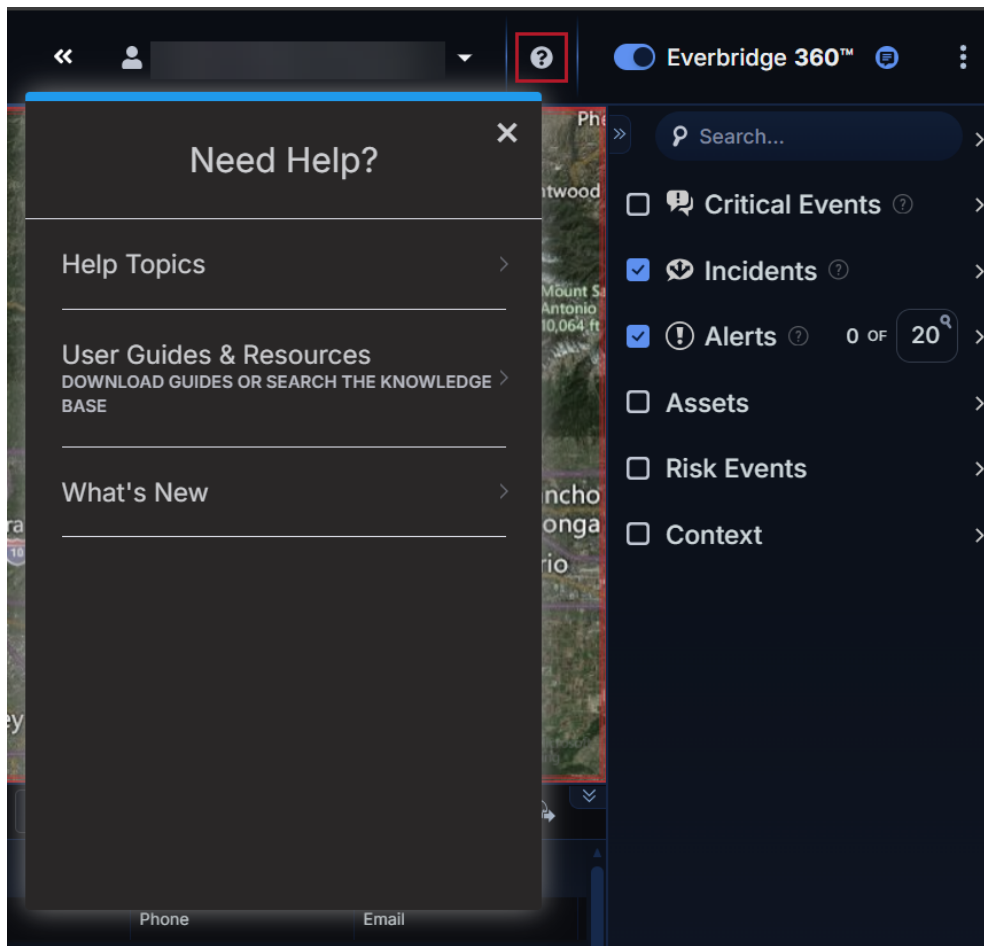 Everbridge 360™
Need Help?
Help Topics
User Guides & Resources
DOWNLOAD GUIDES OR SEARCH THE KNOWLEDGE
BASE
What's New
Search...
Critical Events
Incidents
Alerts 0 OF 20
Assets
Risk Events
Context
Mount
Antonio
10,064 ft
10
Phone Email